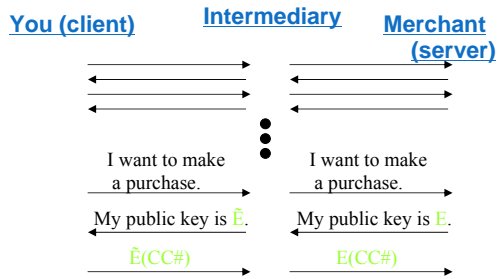 You (client)
Intermediary
Merchant
(server)
I want to make
a purchase.
I want to make
a purchase.
My public key is Ẽ.
My public key is E.
Ẽ(CC#)
E(CC#)